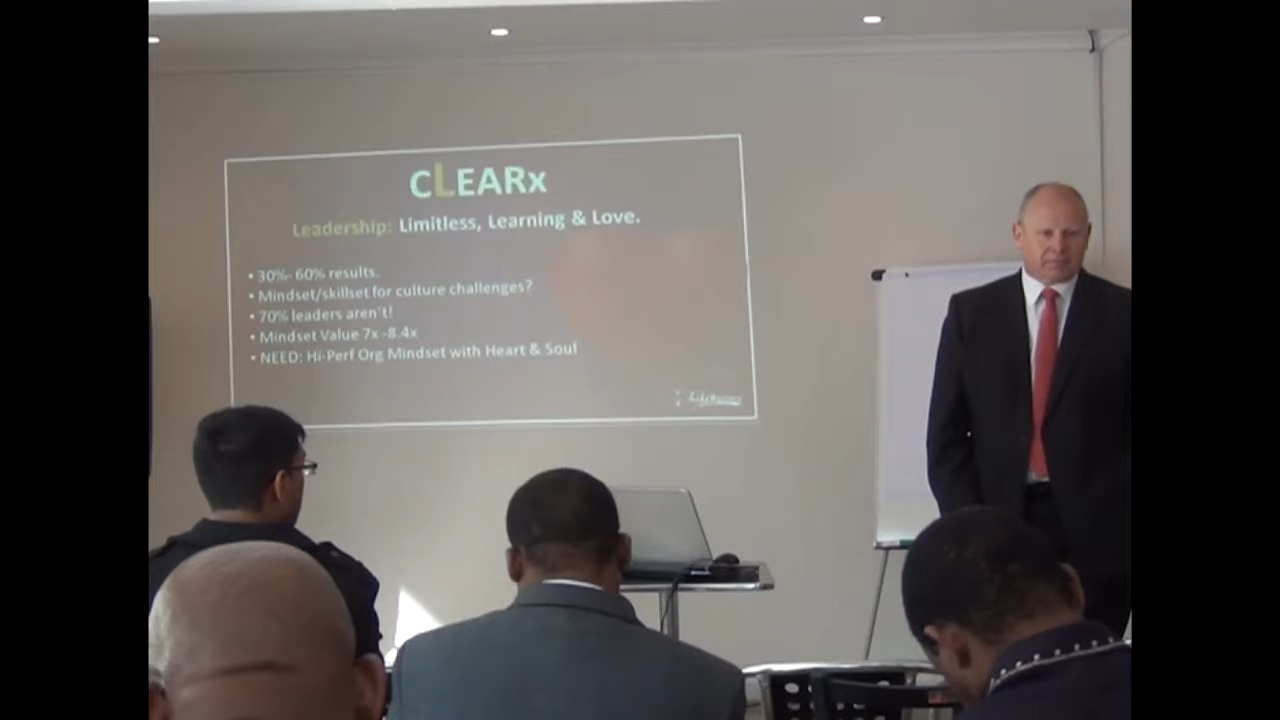 CLEARx
Leadership: Limitless, Learning & Love.
• 30%- 60% results.
• Mindset/skillset for culture challenges?
• 70% leaders aren't!
• Mindset Value 7x -8.4x
• NEED: Hi-Perf Org Mindset with Heart & Soul